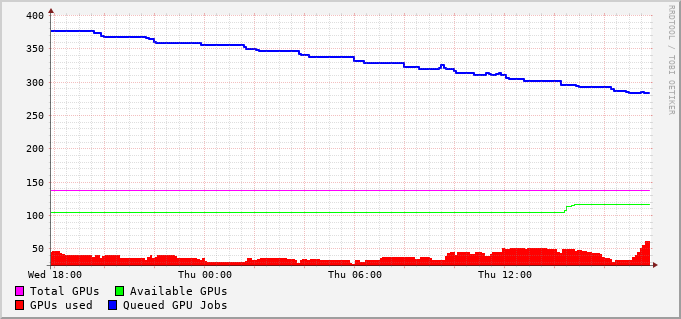 400
350
300
250
200
150
100
50
Wed 18:00 Thu 00:00 Thu 06:00 Thu 12:00
Total GPUs Available GPUs
GPUs used Queued GPU Jobs
RRDTOOL / TOBI OETIKER